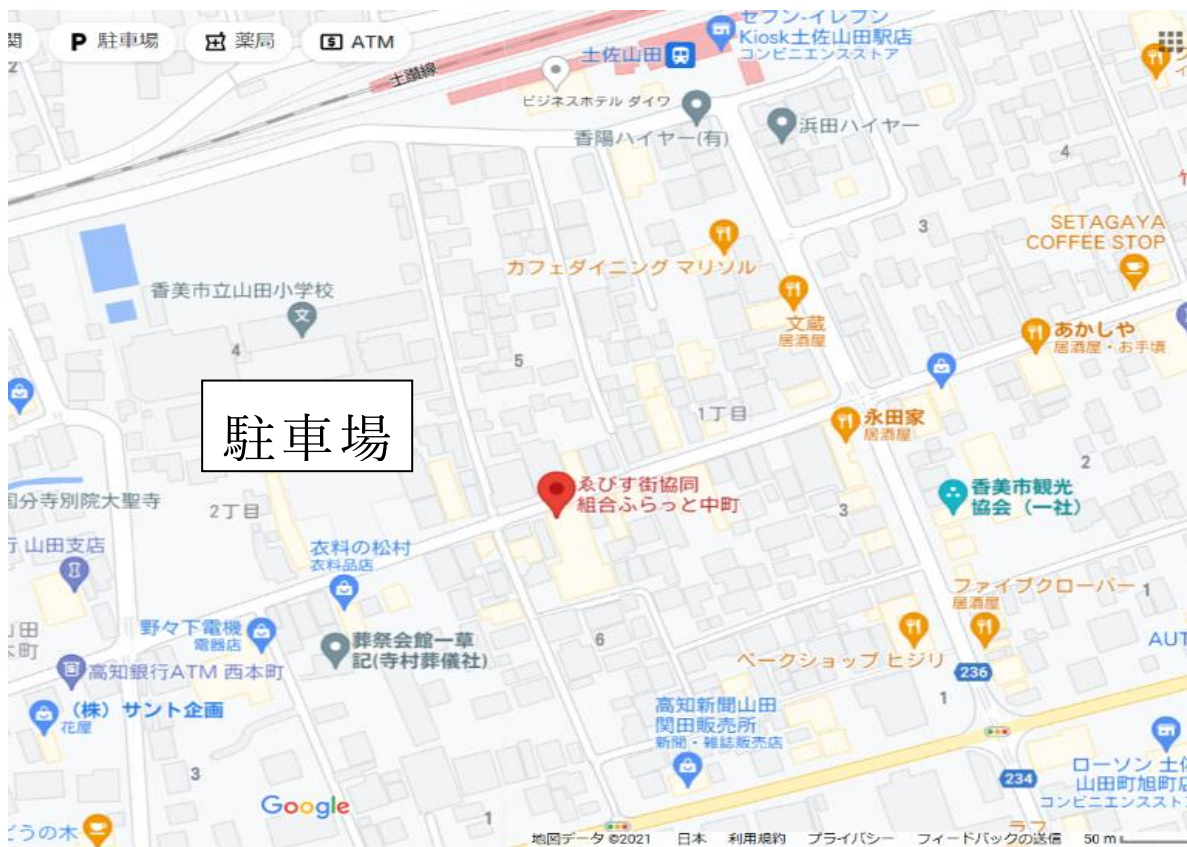 関
P 駐車場
薬局
ATM
セブン-イレブン
Kiosk土佐山田駅店
コンビニエンスストア
土佐山田
土讃線
ビジネスホテル ダイワ
香陽ハイヤー(有)
浜田ハイヤー
4
2
3
SETAGAYA
COFFEE STOP
カフェダイニング マリソル
香美市立山田小学校
文
文蔵
居酒屋
あかしや
居酒屋・お手頃
4
5
1丁目
駐車場
永田家
居酒屋
2
ゑびす街協同
組合ふらっと中町
香美市観光
協会(一社)
国分寺別院大聖寺
2丁目
3
行 山田支店
衣料の松村
衣料品店
ファイブクローバー
居酒屋
1
野々下電機
電器店
葬祭会館一草
記(寺村葬儀社)
6
ベークショップ ヒジリ
AUT
高知銀行ATM 西本町
236
(株)サント企画
花屋
高知新聞山田
関田販売所
新聞・雑誌販売店
1
3
234
ローソン 土佐
山田町旭町店
コンビニエンススト
Google
1
どうの木
ラフ
地図データ ©2021
日本
利用規約
プライバシー
フィードバックの送信
50 m